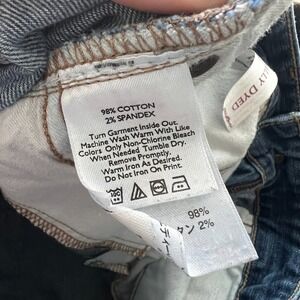 98% COTTON
2% SPANDEX
Turn Garment Inside Out.
Machine Wash Warm With Like
Colors Only Non-Chlorine Bleach
When Needed Tumble Dry.
Remove Promptly.
Warm Iron As Desired.
Do Not Iron On Print.
98%
タン 2%
LY DYED